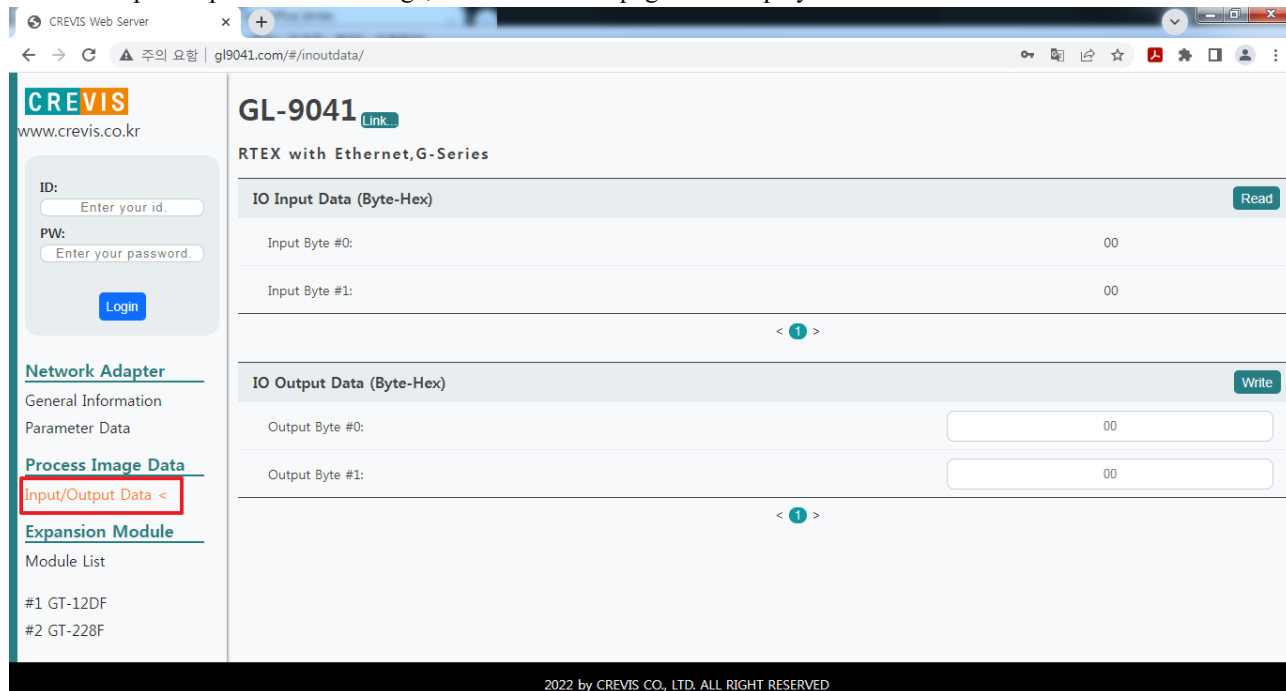 CREVIS Web Server
주의 요함
gl9041.com/#/inoutdata/
CREVIS
www.crevis.co.kr
ID:
Enter your id.
PW:
Enter your password.
Login
Network Adapter
General Information
Parameter Data
Process Image Data
Input/Output Data <
Expansion Module
Module List
#1 GT-12DF
#2 GT-228F
GL-9041 Link...
RTEX with Ethernet,G-Series
IO Input Data (Byte-Hex) Read
Input Byte #0: 00
Input Byte #1: 00
< 1 >
IO Output Data (Byte-Hex) Write
Output Byte #0: 00
Output Byte #1: 00
< 1 >
2022 by CREVIS CO., LTD. ALL RIGHT RESERVED